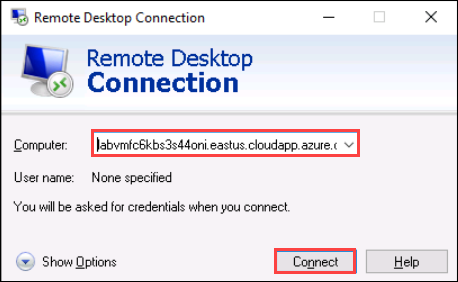 Remote Desktop Connection
Remote Desktop
Connection
Computer:
labvmfc6kbs3s44oni.eastus.cloudapp.azure.c
User name: None specified
You will be asked for credentials when you connect.
Show Options
Connect
Help